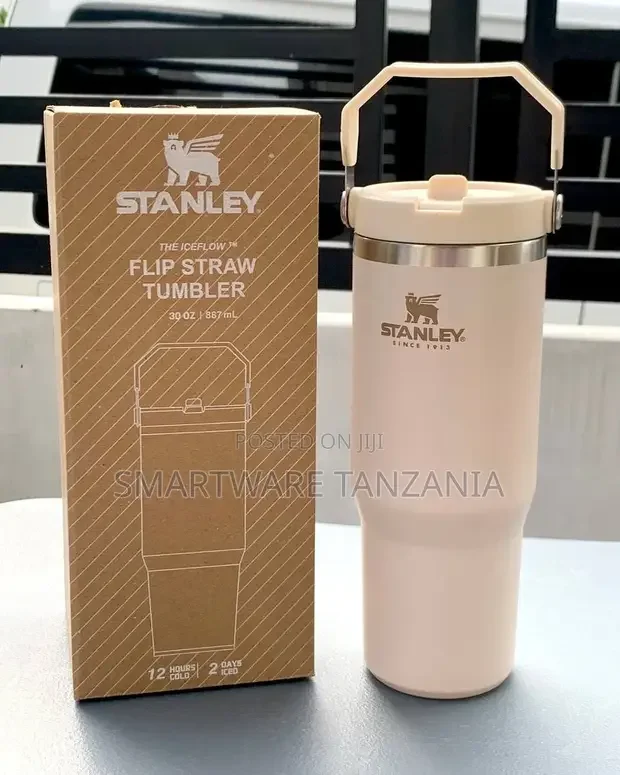 STANLEY®
THE ICEFLOW™
FLIP STRAW
TUMBLER
30 OZ | 887 mL
12 HOURS COLD | 2 DAYS ICED
STANLEY®
SINCE 1913
POSTED ON JIJI
SMARTWARE TANZANIA